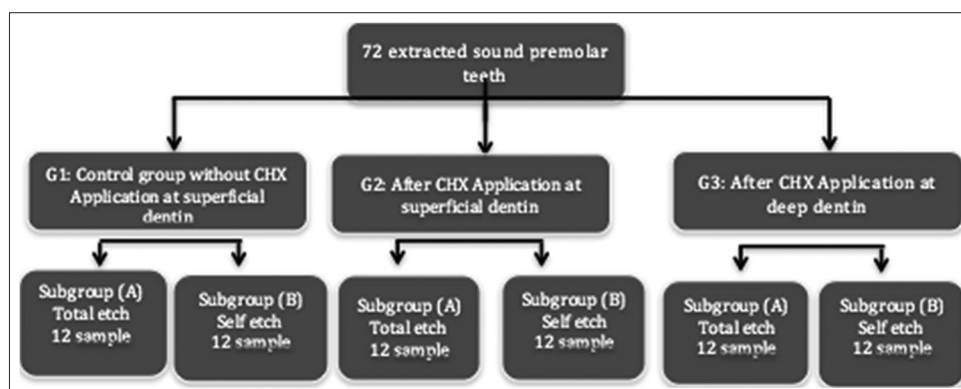 72 extracted sound premolar
teeth
G1: Control group without CHX
Application at superficial
dentin
G2: After CHX Application at
superficial dentin
G3: After CHX Application at
deep dentin
Subgroup (A)
Total etch
12 sample
Subgroup (B)
Self etch
12 sample
Subgroup (A)
Total etch
12 sample
Subgroup (B)
Self etch
12 sample
Subgroup (A)
Total etch
12 sample
Subgroup (B)
Self etch
12 sample